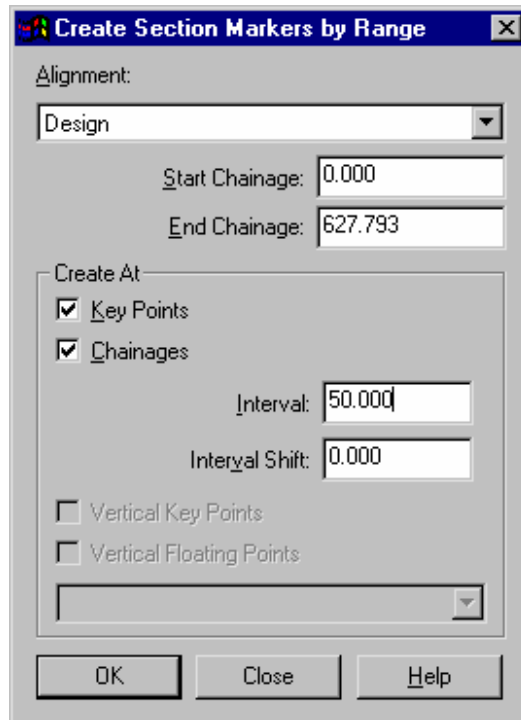 Create Section Markers by Range
Alignment:
Design
Start Chainage: 0.000
End Chainage: 627.793
Create At
Key Points
Chainages
Interval: 50.000
Interval Shift: 0.000
Vertical Key Points
Vertical Floating Points
OK Close Help